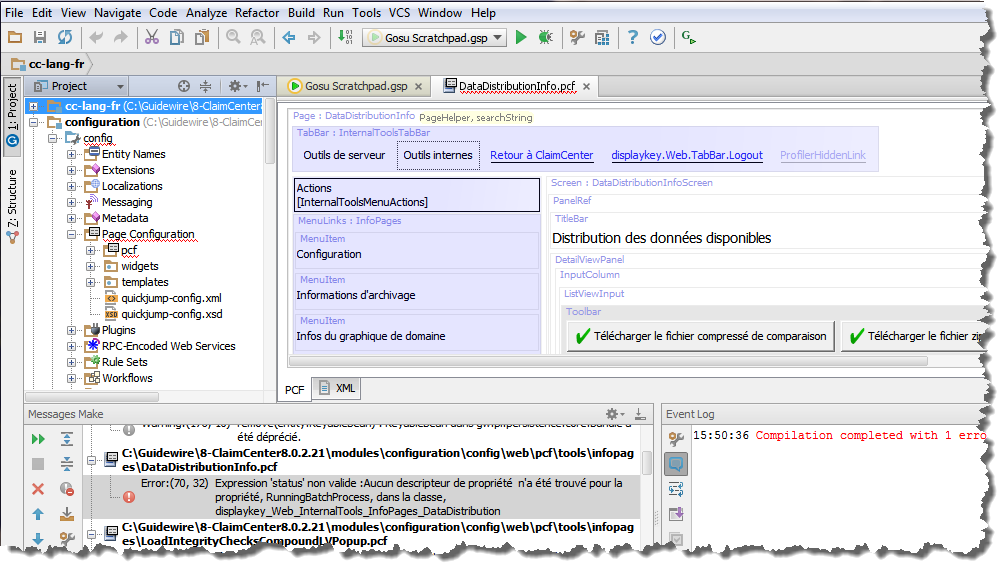 File Edit View Navigate Code Analyze Refactor Build Run Tools VCS Window Help
Gosu Scratchpad.gsp
cc-lang-fr
1: Project
Z: Structure
Project
cc-lang-fr (C:\Guidewire\8-ClaimCenter8
configuration (C:\Guidewire\8-ClaimCen
config
Entity Names
Extensions
Localizations
Messaging
Metadata
Page Configuration
pcf
widgets
templates
quickjump-config.xml
quickjump-config.xsd
Plugins
RPC-Encoded Web Services
Rule Sets
Workflows
Gosu Scratchpad.gsp
DataDistributionInfo.pcf
Page : DataDistributionInfo PageHelper, searchString
TabBar : InternalToolsTabBar
Outils de serveur Outils internes Retour à ClaimCenter displaykey.Web.TabBar.Logout ProfilerHiddenLink
Actions
[InternalToolsMenuActions]
MenuLinks : InfoPages
MenuItem
Configuration
MenuItem
Informations d'archivage
MenuItem
Infos du graphique de domaine
Screen : DataDistributionInfoScreen
PanelRef
TitleBar
Distribution des données disponibles
DetailViewPanel
InputColumn
ListViewInput
Toolbar
Télécharger le fichier compressé de comparaison Télécharger le fichier zi
PCF XML
Messages Make
été déprécié.
C:\Guidewire\8-ClaimCenter8.0.2.21\modules\configuration\config\web\pcf\tools\infopag
es\DataDistributionInfo.pcf
Error:(70, 32) Expression 'status' non valide :Aucun descripteur de propriété n'a été trouvé pour la
propriété, RunningBatchProcess, dans la classe,
displaykey_Web_InternalTools_InfoPages_DataDistribution
C:\Guidewire\8-ClaimCenter8.0.2.21\modules\configuration\config\web\pcf\tools\infopag
es\LoadIntegrityChecksCompoundLVPopup.pcf
Event Log
15:50:36 Compilation completed with 1 erro